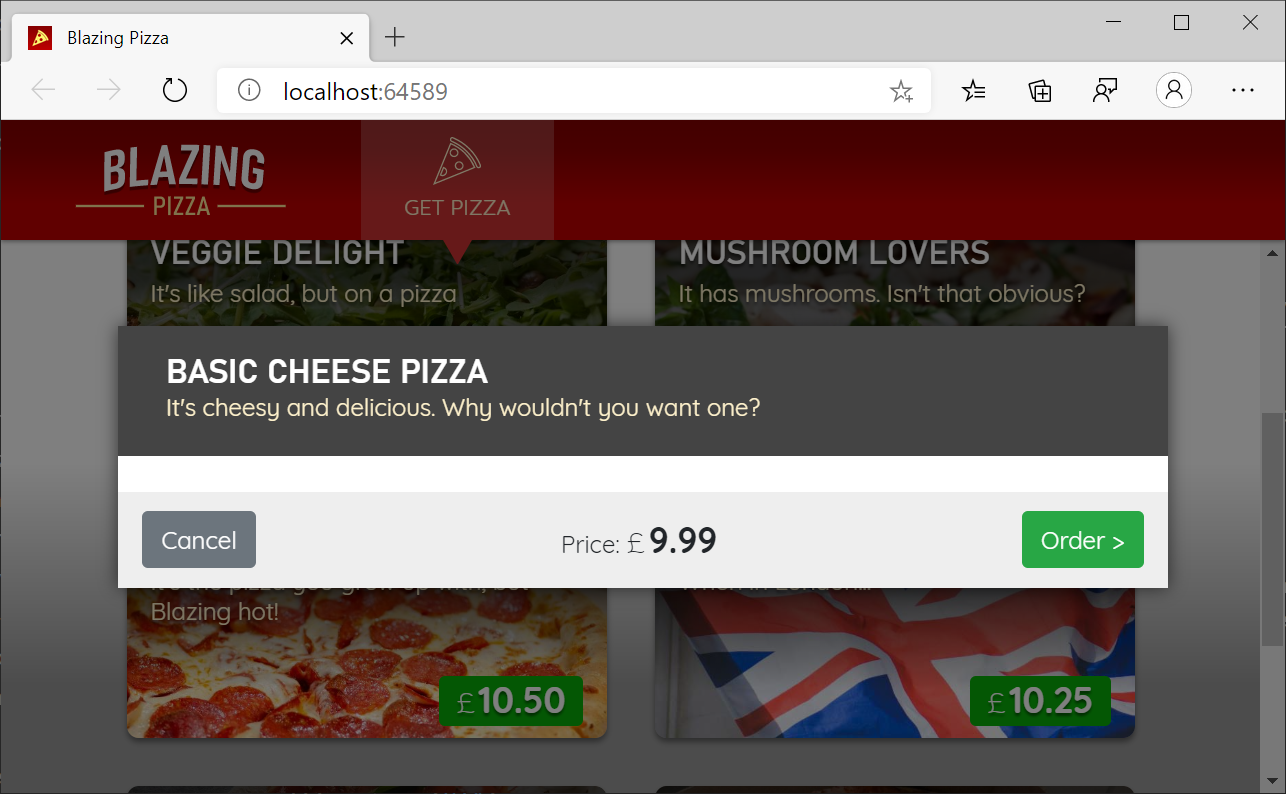 Blazing Pizza
localhost:64589
BLAZING
PIZZA
GET PIZZA
VEGGIE DELIGHT
It's like salad, but on a pizza
MUSHROOM LOVERS
It has mushrooms. Isn't that obvious?
BASIC CHEESE PIZZA
It's cheesy and delicious. Why wouldn't you want one?
Cancel
Price: £ 9.99
Order >
Blazing hot!
£10.50
£10.25